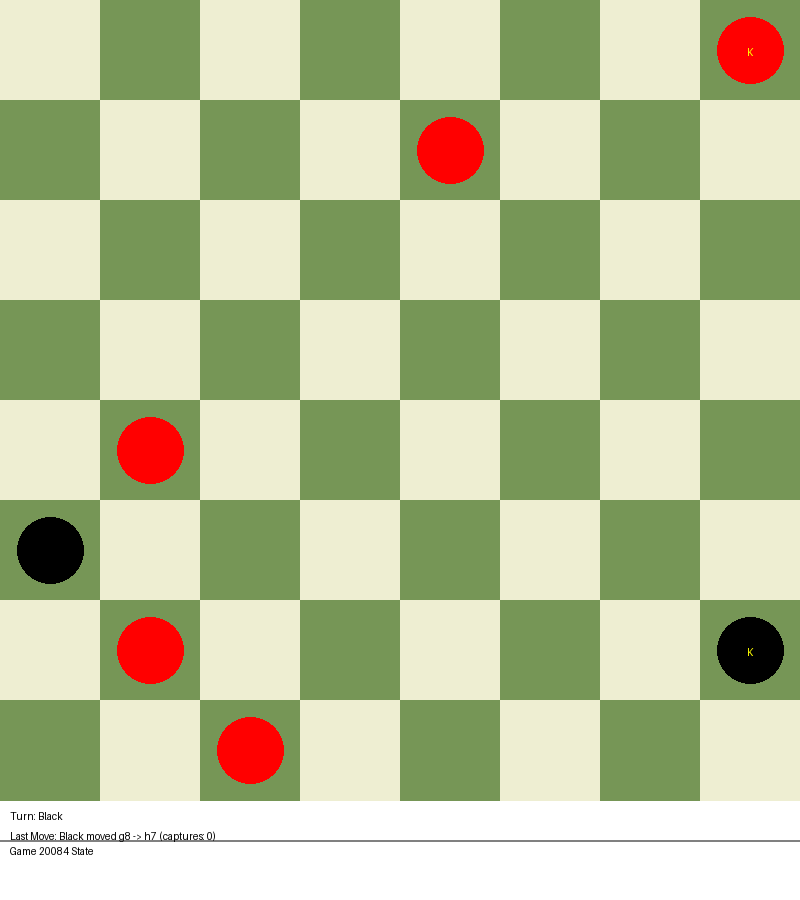 K
K
Turn: Black
Last Move: Black moved g8 -> h7 (captures: 0)
Game 20084 State